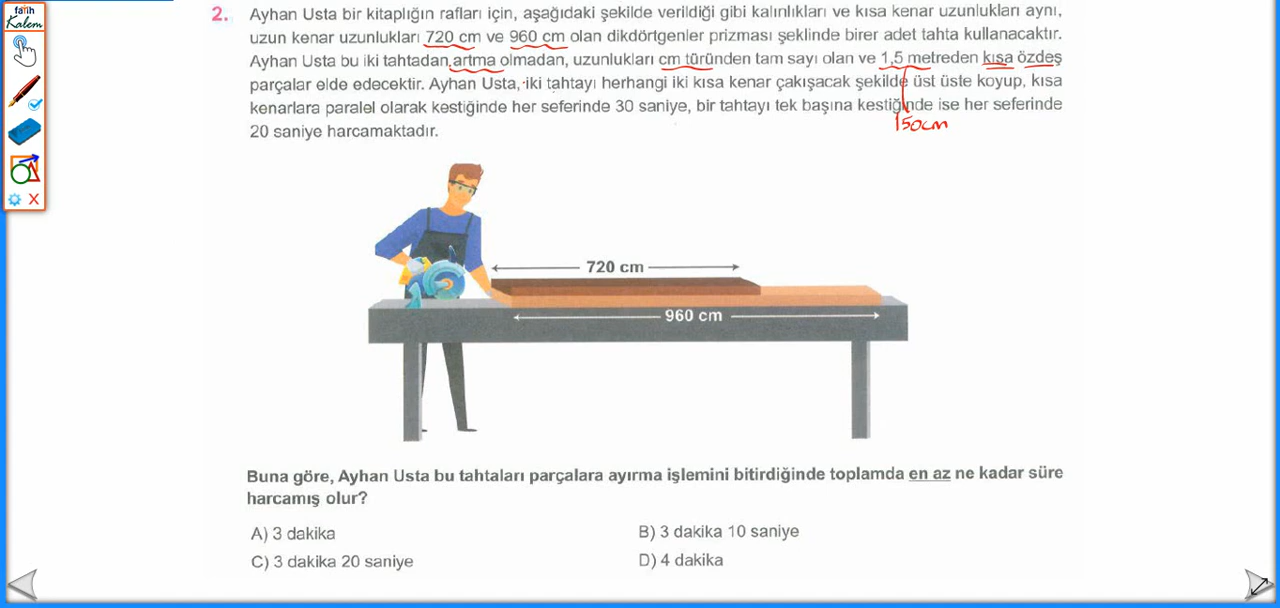 fatih
Kalem
2. Ayhan Usta bir kitaplığın rafları için, aşağıdaki şekilde verildiği gibi kalınlıkları ve kısa kenar uzunlukları aynı,
uzun kenar uzunlukları 720 cm ve 960 cm olan dikdörtgenler prizması şeklinde birer adet tahta kullanacaktır.
Ayhan Usta bu iki tahtadan artma olmadan, uzunlukları cm türünden tam sayı olan ve 1,5 metreden kısa özdeş
parçalar elde edecektir. Ayhan Usta, iki tahtayı herhangi iki kısa kenar çakışacak şekilde üst üste koyup, kısa
kenarlara paralel olarak kestiğinde her seferinde 30 saniye, bir tahtayı tek başına kestiğinde ise her seferinde
150cm
20 saniye harcamaktadır.
720 cm
960 cm
Buna göre, Ayhan Usta bu tahtaları parçalara ayırma işlemini bitirdiğinde toplamda en az ne kadar süre
harcamış olur?
A) 3 dakika
B) 3 dakika 10 saniye
C) 3 dakika 20 saniye
D) 4 dakika